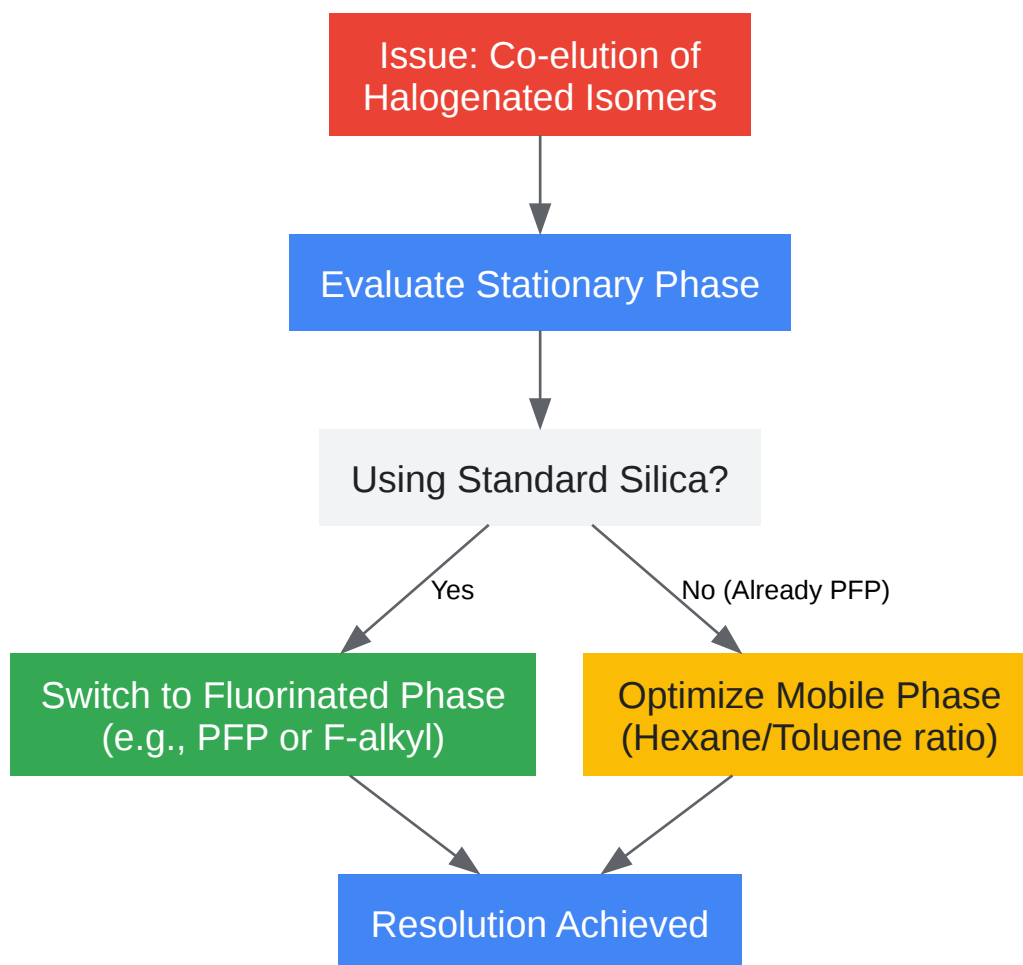 Issue: Co-elution of
Halogenated Isomers
Evaluate Stationary Phase
Using Standard Silica?
Yes
No (Already PFP)
Switch to Fluorinated Phase
(e.g., PFP or F-alkyl)
Optimize Mobile Phase
(Hexane/Toluene ratio)
Resolution Achieved